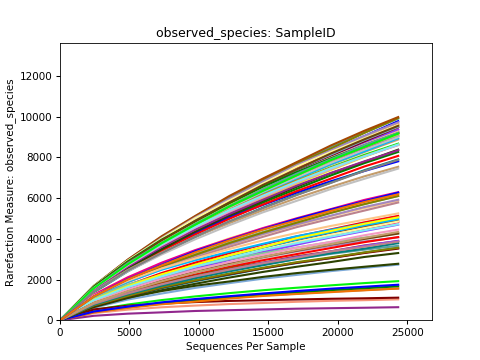 observed_species: SampleID
Rarefaction Measure: observed_species
12000
10000
8000
6000
4000
2000
0
0 5000 10000 15000 20000 25000
Sequences Per Sample